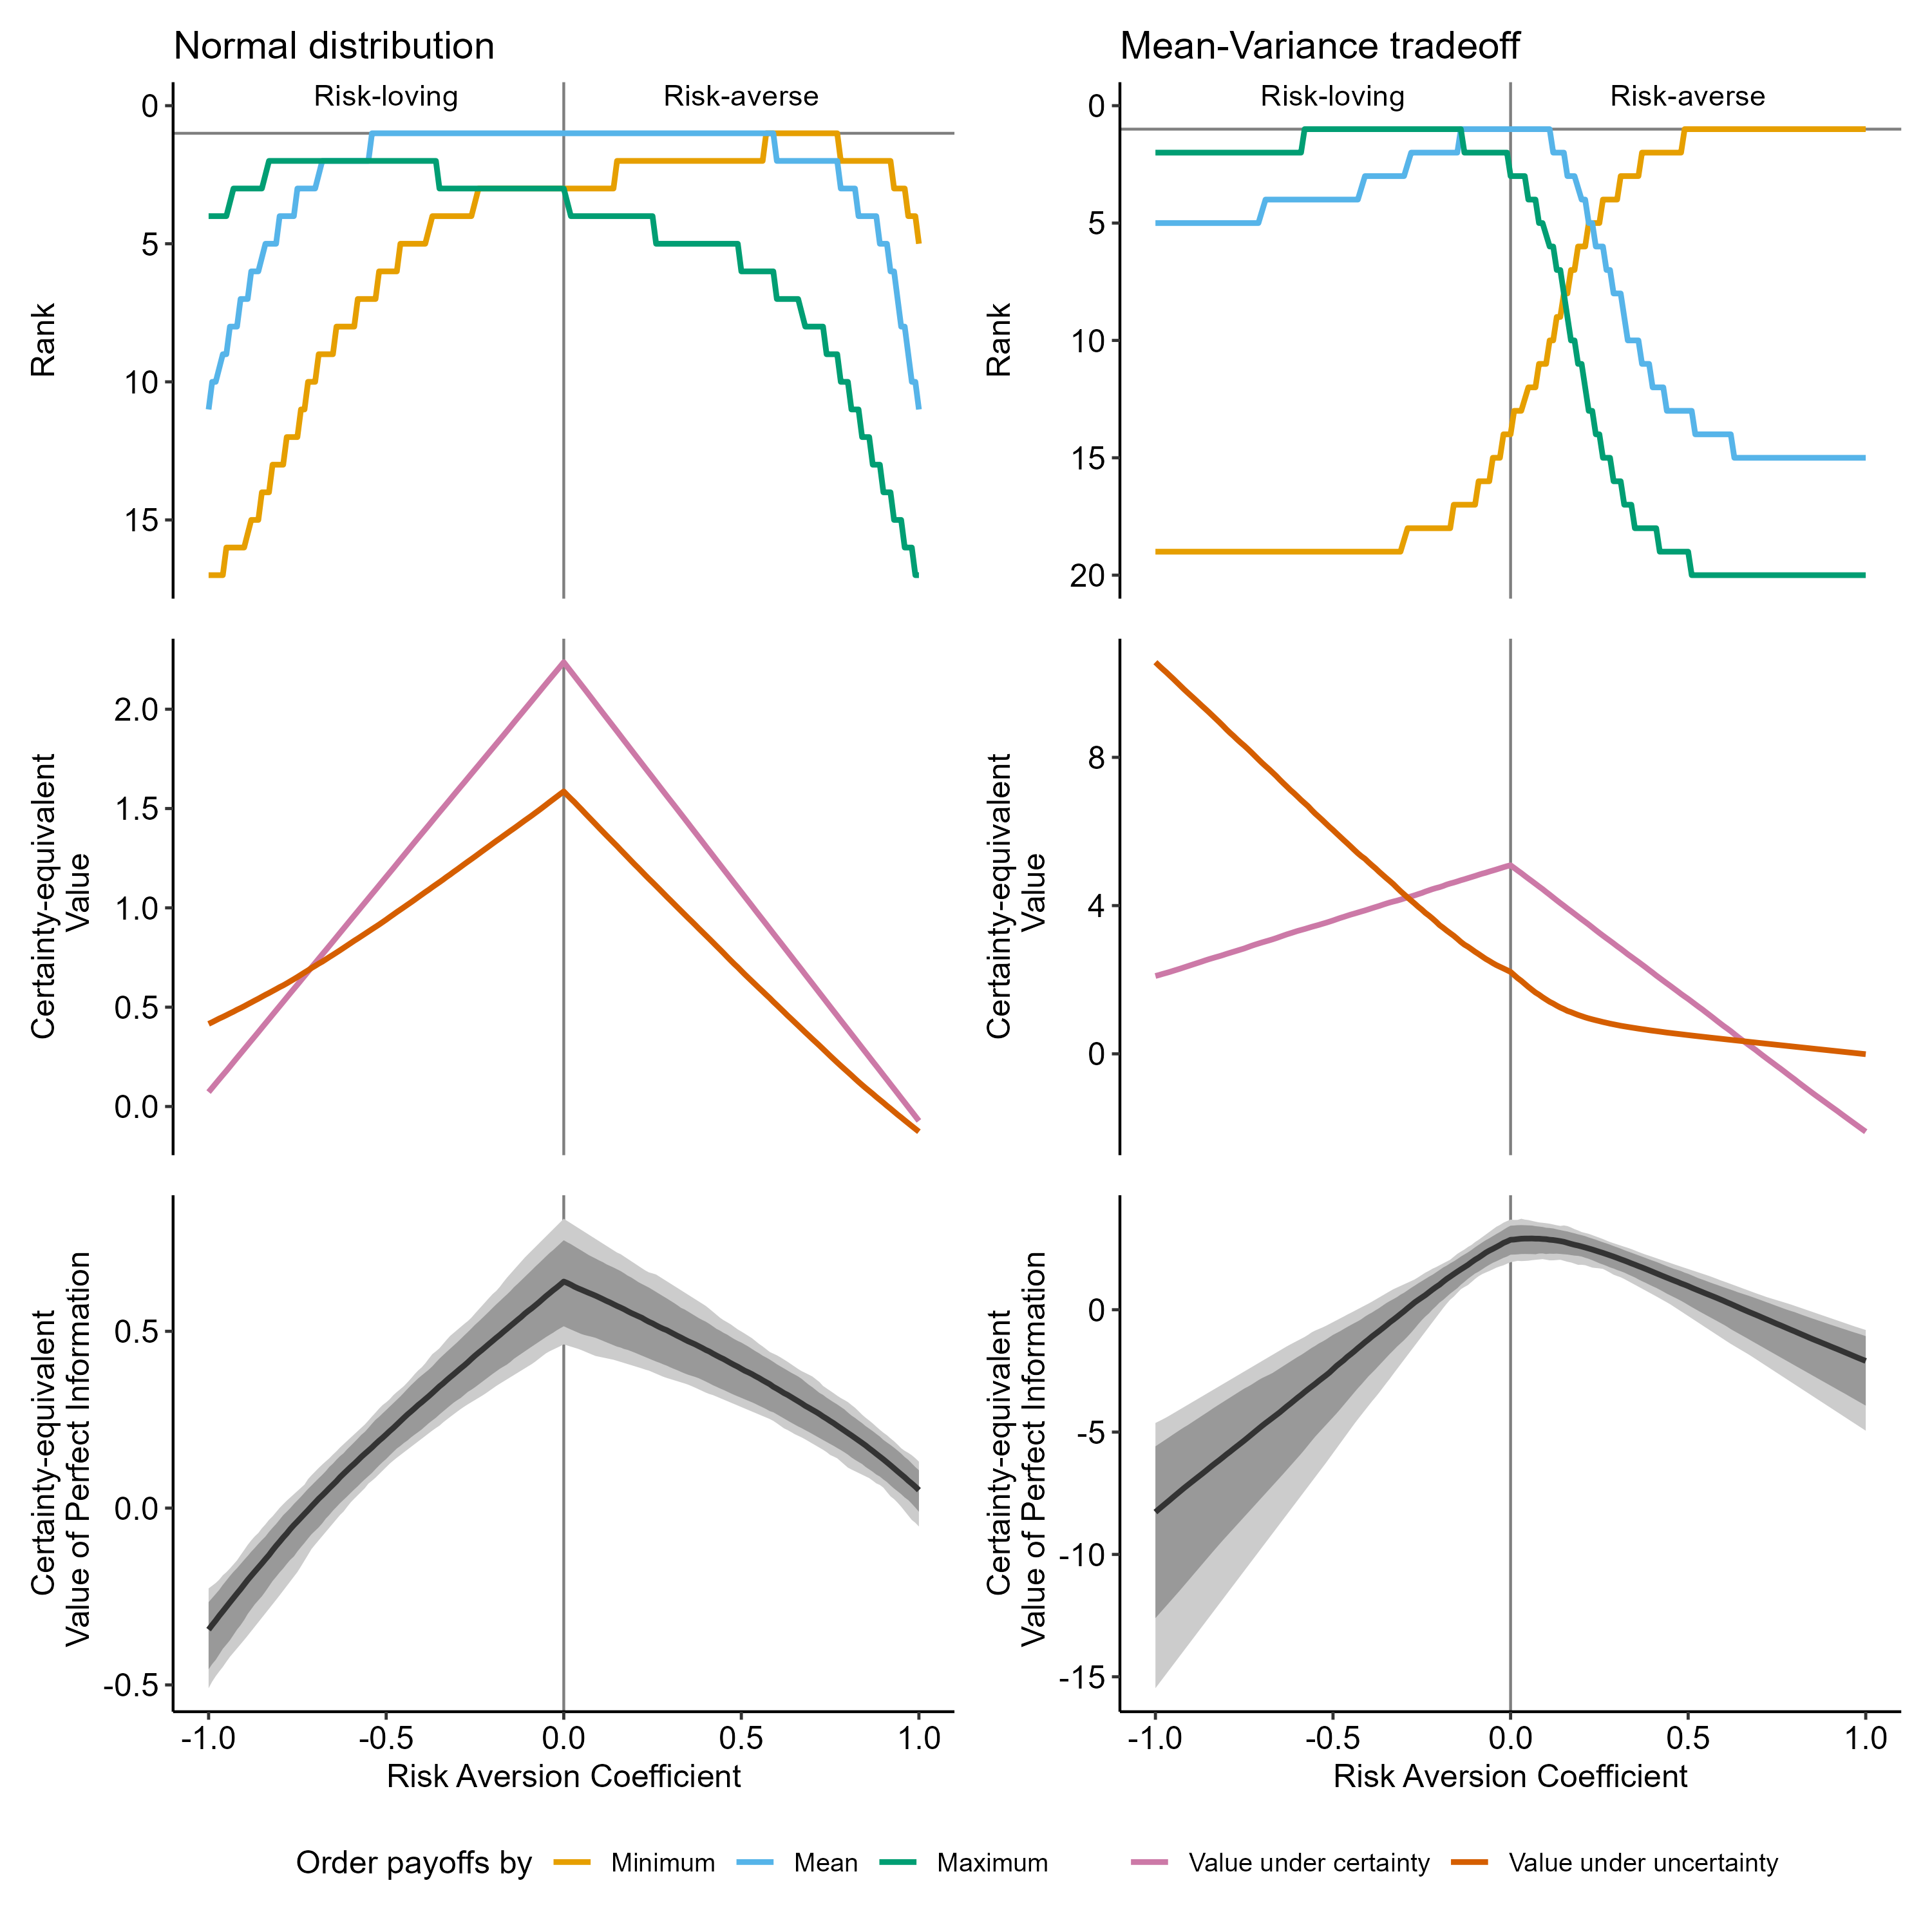 Normal distribution
Mean-Variance tradeoff
Risk-loving
Risk-averse
0
5
10
15
Rank
Risk-loving
Risk-averse
0
5
10
15
20
Rank
2.0
1.5
1.0
0.5
0.0
Certainty-equivalent
Value
8
4
0
Certainty-equivalent
Value
0.5
0.0
-0.5
Certainty-equivalent
Value of Perfect Information
-1.0 -0.5 0.0 0.5 1.0
Risk Aversion Coefficient
0
-5
-10
-15
Certainty-equivalent
Value of Perfect Information
-1.0 -0.5 0.0 0.5 1.0
Risk Aversion Coefficient
Order payoffs by Minimum Mean Maximum Value under certainty Value under uncertainty